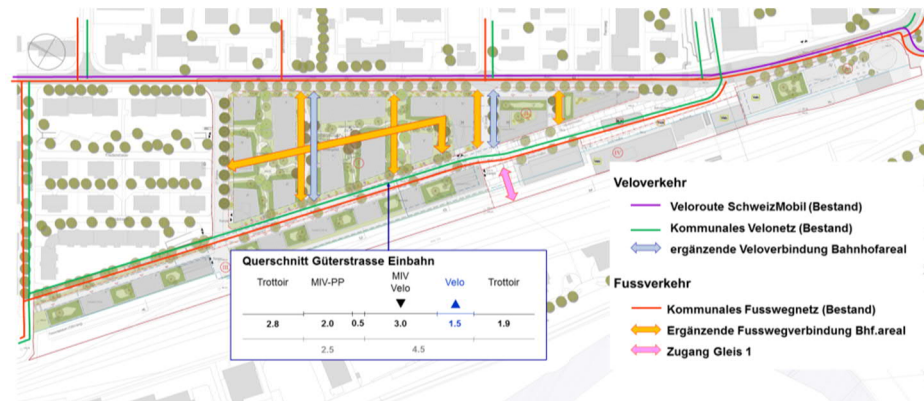 Querschnitt Güterstrasse Einbahn
Trottoir MIV-PP MIV Velo Velo Trottoir
2.8 2.0 0.5 3.0 1.5 1.9
2.5 4.5
Veloverkehr
Veloroute SchweizMobil (Bestand)
Kommunales Velonetz (Bestand)
ergänzende Veloverbindung Bahnhofareal
Fussverkehr
Kommunales Fusswegnetz (Bestand)
Ergänzende Fusswegverbindung Bhf.areal
Zugang Gleis 1